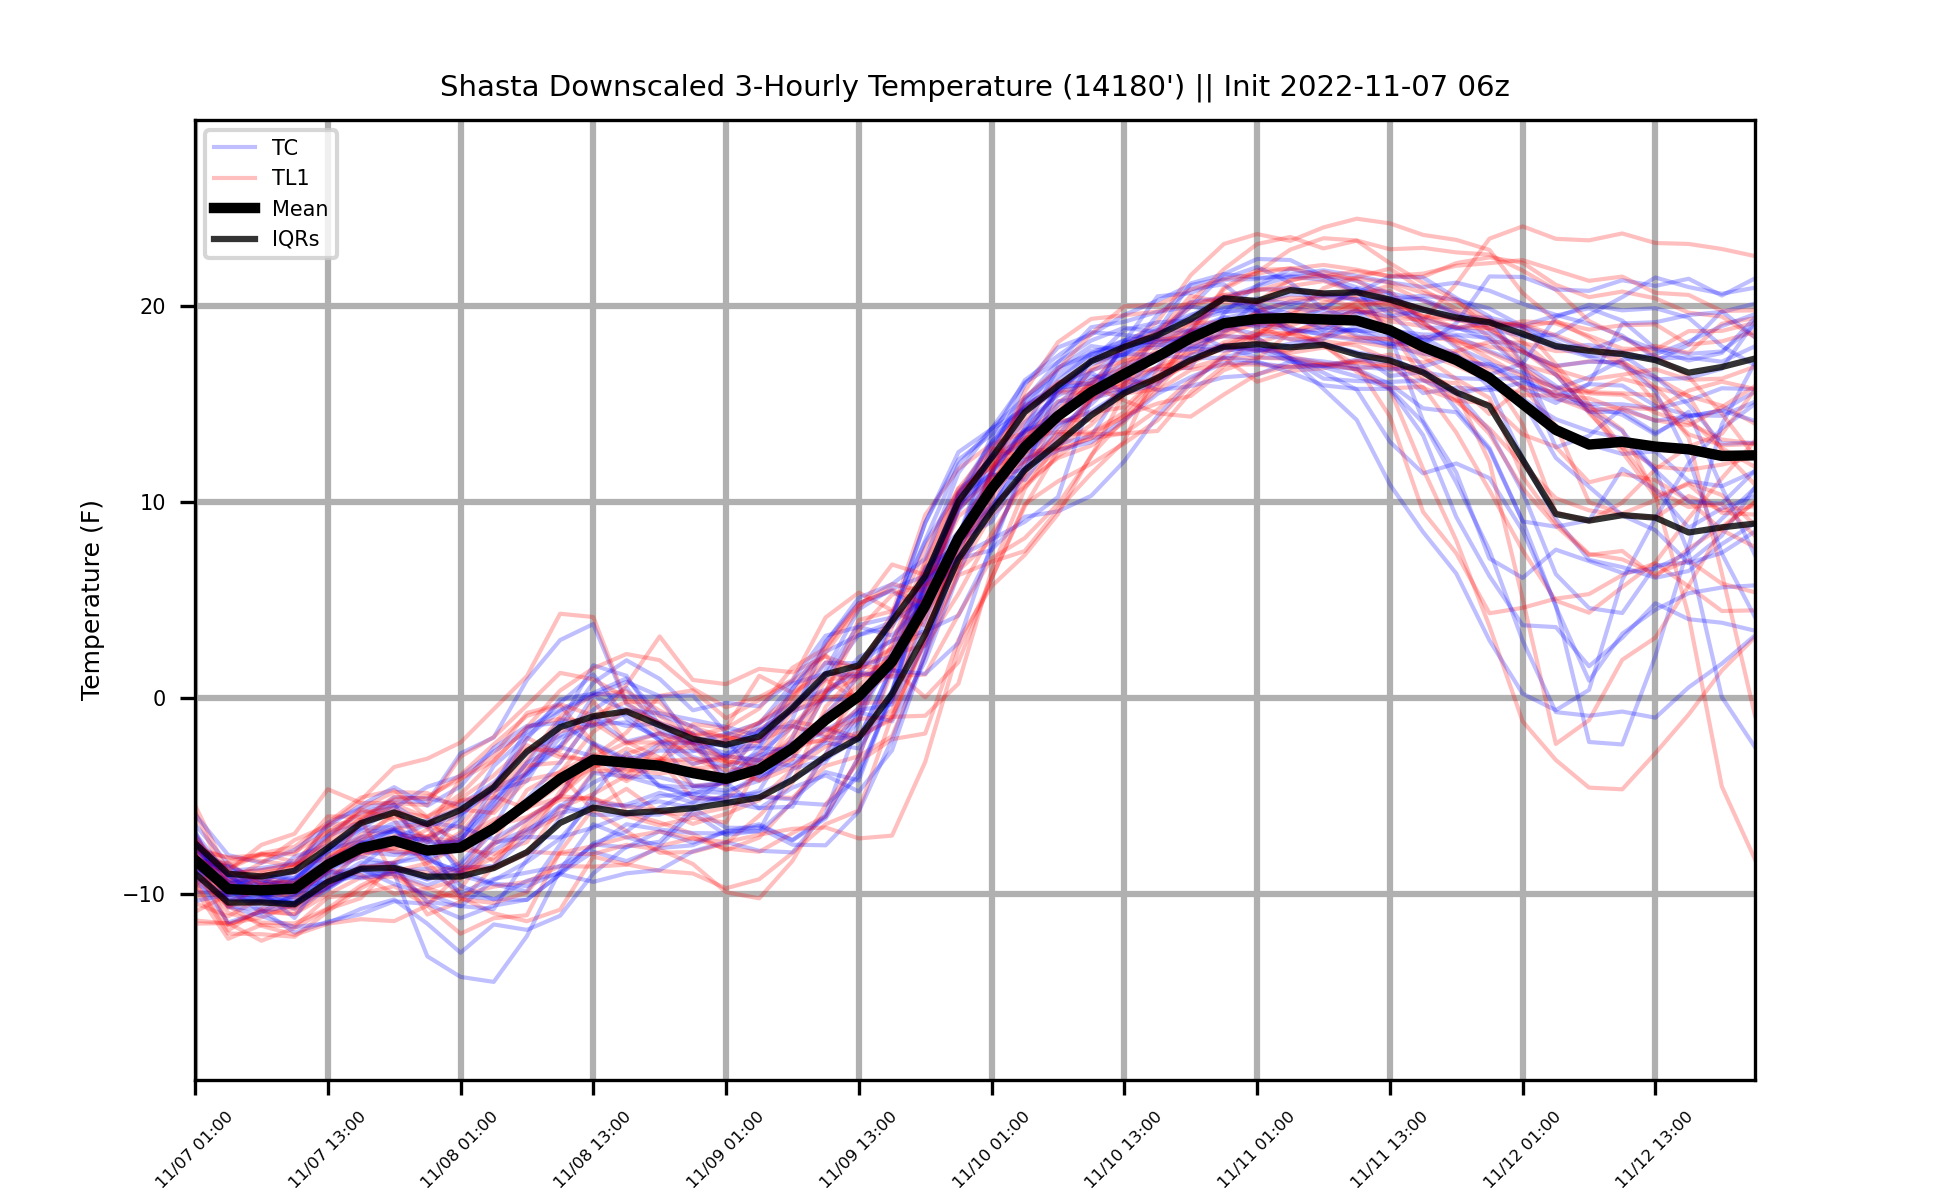 Shasta Downscaled 3-Hourly Temperature (14180') || Init 2022-11-07 06z
TC
TL1
Mean
IQRs
Temperature (F)
20
10
0
−10
11/07 01:00
11/07 13:00
11/08 01:00
11/08 13:00
11/09 01:00
11/09 13:00
11/10 01:00
11/10 13:00
11/11 01:00
11/11 13:00
11/12 01:00
11/12 13:00